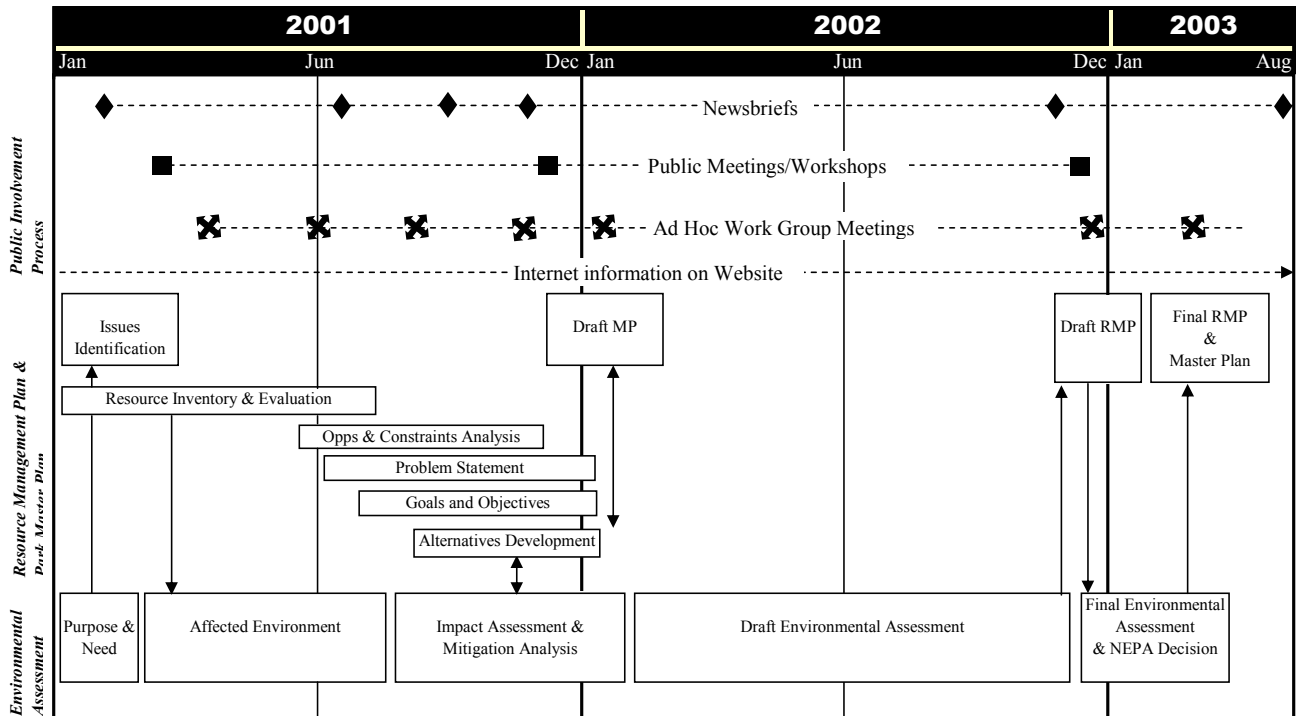 2001
2002
2003
Jan
Jun
Dec
Jan
Jun
Dec
Jan
Aug
Public Involvement
Process
Newsbriefs
Public Meetings/Workshops
Ad Hoc Work Group Meetings
Internet information on Website
Resource Management Plan &
Park Master Plan
Issues
Identification
Draft MP
Draft RMP
Final RMP
&
Master Plan
Resource Inventory & Evaluation
Opps & Constraints Analysis
Problem Statement
Goals and Objectives
Alternatives Development
Environmental
Assessment
Purpose &
Need
Affected Environment
Impact Assessment &
Mitigation Analysis
Draft Environmental Assessment
Final Environmental
Assessment
& NEPA Decision